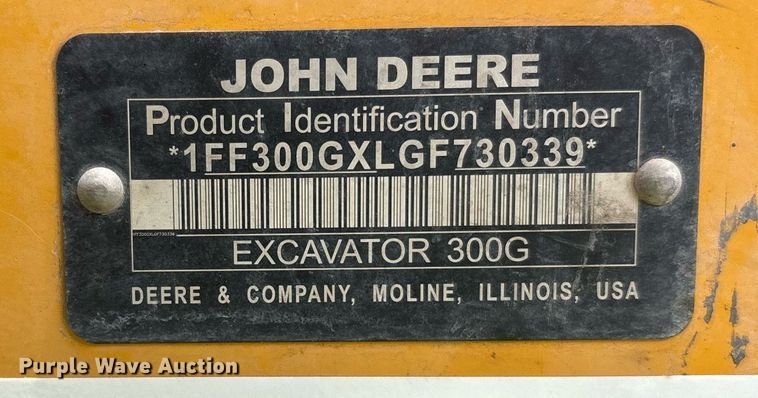 JOHN DEERE
Product Identification Number
*1FF300GXLGF730339*
EXCAVATOR 300G
DEERE & COMPANY, MOLINE, ILLINOIS, USA
Purple Wave Auction